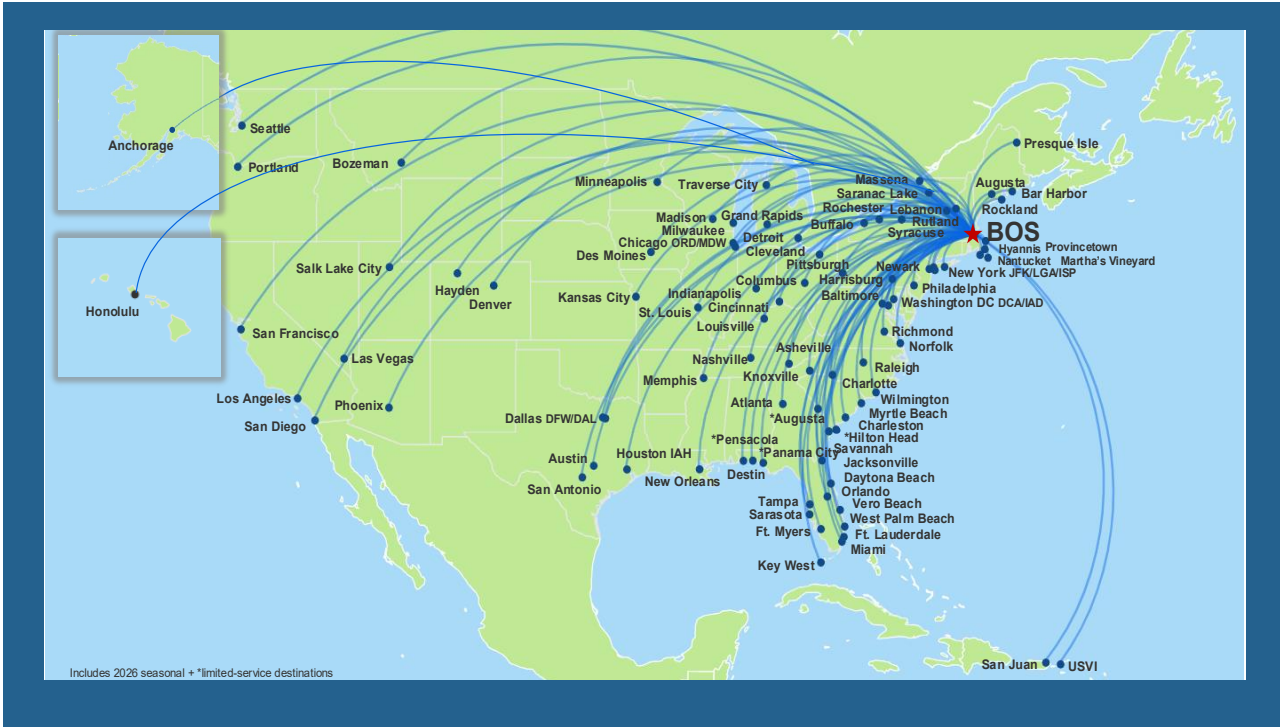 Anchorage
Seattle
Portland
Bozeman
Honolulu
Salk Lake City
Hayden
Denver
San Francisco
Las Vegas
Los Angeles
San Diego
Phoenix
Minneapolis
Traverse City
Madison
Grand Rapids
Milwaukee
Chicago ORD/MDW
Detroit
Des Moines
Cleveland
Pittsburgh
Kansas City
Indianapolis
Columbus
St. Louis
Cincinnati
Louisville
Harrisburg
Baltimore
Massena
Saranac Lake
Rochester
Lebanon
Buffalo
Rutland
Syracuse
Presque Isle
Augusta
Bar Harbor
Rockland
BOS
Hyannis
Provincetown
Nantucket
Martha's Vineyard
Newark
New York JFK/LGA/ISP
Philadelphia
Washington DC DCA/IAD
Richmond
Norfolk
Nashville
Asheville
Memphis
Knoxville
Raleigh
Charlotte
Atlanta
Wilmington
*Augusta
Myrtle Beach
Charleston
*Hilton Head
Savannah
Dallas DFW/DAL
Austin
San Antonio
Houston IAH
New Orleans
*Pensacola
*Panama City
Destin
Jacksonville
Daytona Beach
Orlando
Tampa
Vero Beach
Sarasota
West Palm Beach
Ft. Myers
Ft. Lauderdale
Miami
Key West
San Juan
USVI
Includes 2026 seasonal + *limited-service destinations